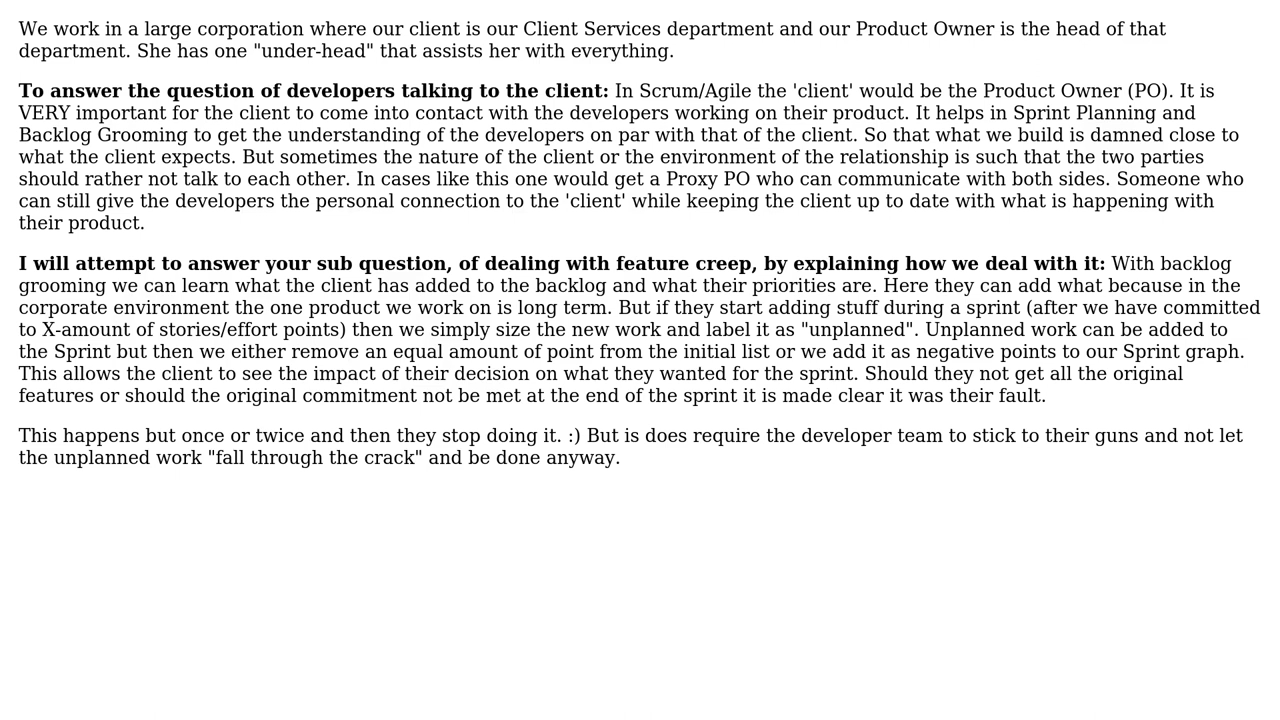 We work in a large corporation where our client is our Client Services department and our Product Owner is the head of that
department. She has one "under-head" that assists her with everything.
To answer the question of developers talking to the client: In Scrum/Agile the 'client' would be the Product Owner (PO). It is
VERY important for the client to come into contact with the developers working on their product. It helps in Sprint Planning and
Backlog Grooming to get the understanding of the developers on par with that of the client. So that what we build is damned close to
what the client expects. But sometimes the nature of the client or the environment of the relationship is such that the two parties
should rather not talk to each other. In cases like this one would get a Proxy PO who can communicate with both sides. Someone who
can still give the developers the personal connection to the 'client' while keeping the client up to date with what is happening with
their product.
I will attempt to answer your sub question, of dealing with feature creep, by explaining how we deal with it: With backlog
grooming we can learn what the client has added to the backlog and what their priorities are. Here they can add what because in the
corporate environment the one product we work on is long term. But if they start adding stuff during a sprint (after we have committed
to X-amount of stories/effort points) then we simply size the new work and label it as "unplanned". Unplanned work can be added to
the Sprint but then we either remove an equal amount of point from the initial list or we add it as negative points to our Sprint graph.
This allows the client to see the impact of their decision on what they wanted for the sprint. Should they not get all the original
features or should the original commitment not be met at the end of the sprint it is made clear it was their fault.
This happens but once or twice and then they stop doing it. :) But is does require the developer team to stick to their guns and not let
the unplanned work "fall through the crack" and be done anyway.